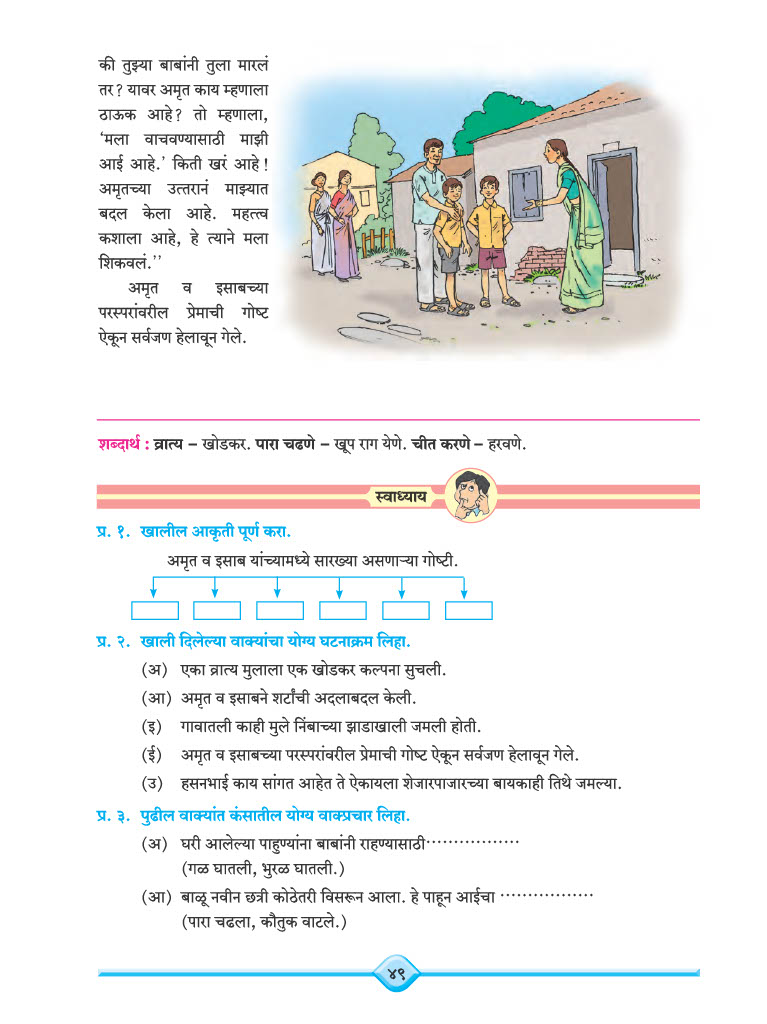 की तुझ्या बाबांनी तुला मारलं
तर? यावर अमृत काय म्हणाला
ठाऊक आहे? तो म्हणाला,
‘मला वाचवण्यासाठी माझी
आई आहे.’ किती खरं आहे!
अमृतच्या उत्तरानं माझ्यात
बदल केला आहे. महत्त्व
कशाला आहे, हे त्याने मला
शिकवलं.’’
अमृत व इसाबच्या
परस्परांवरील प्रेमाची गोष्ट
ऐकून सर्वजण हेलावून गेले.
शब्दार्थ : व्रात्य – खोडकर. पारा चढणे – खूप राग येणे. चीत करणे – हरवणे.
स्वाध्याय
प्र. १. खालील आकृती पूर्ण करा.
अमृत व इसाब यांच्यामध्ये सारख्या असणाऱ्या गोष्टी.
प्र. २. खाली दिलेल्या वाक्यांचा योग्य घटनाक्रम लिहा.
(अ) एका व्रात्य मुलाला एक खोडकर कल्पना सुचली.
(आ) अमृत व इसाबने शर्टांची अदलाबदल केली.
(इ) गावातली काही मुले निंबाच्या झाडाखाली जमली होती.
(ई) अमृत व इसाबच्या परस्परांवरील प्रेमाची गोष्ट ऐकून सर्वजण हेलावून गेले.
(उ) हसनभाई काय सांगत आहेत ते ऐकायला शेजारपाजारच्या बायकाही तिथे जमल्या.
प्र. ३. पुढील वाक्यांत कंसातील योग्य वाक्प्रचार लिहा.
(अ) घरी आलेल्या पाहुण्यांना बाबांनी राहण्यासाठी.................
(गळ घातली, भुरळ घातली.)
(आ) बाळू नवीन छत्री कोठेतरी विसरून आला. हे पाहून आईचा .................
(पारा चढला, कौतुक वाटले.)
४९